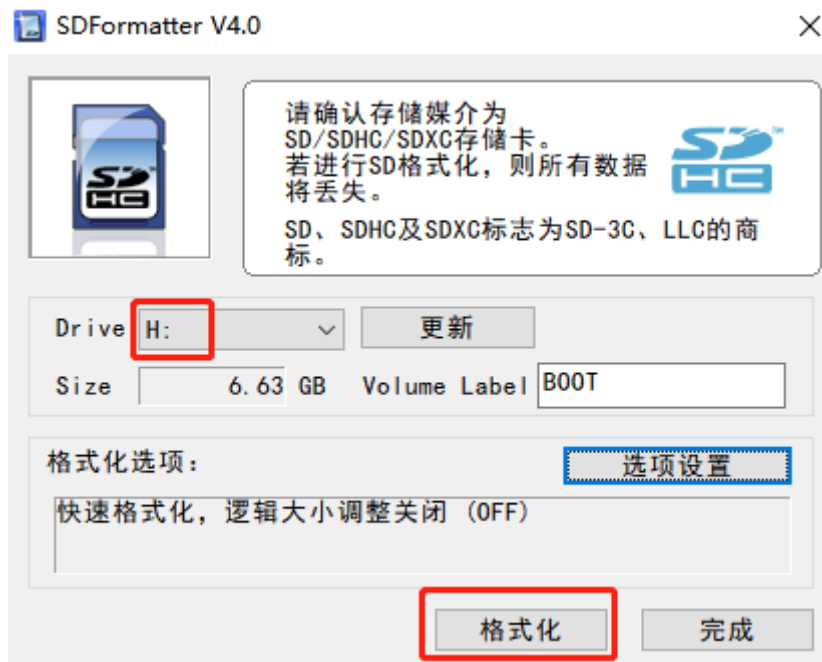 SDFormatter V4.0
请确认存储媒介为
SD/SDHC/SDXC存储卡。
若进行SD格式化，则所有数据
将丢失。
SD、SDHC及SDXC标志为SD-3C、LLC的商
标。
SD
HC
SD
HC
Drive H: 更新
Size 6.63 GB Volume Label BOOT
格式化选项： 选项设置
快速格式化，逻辑大小调整关闭 (OFF)
格式化 完成